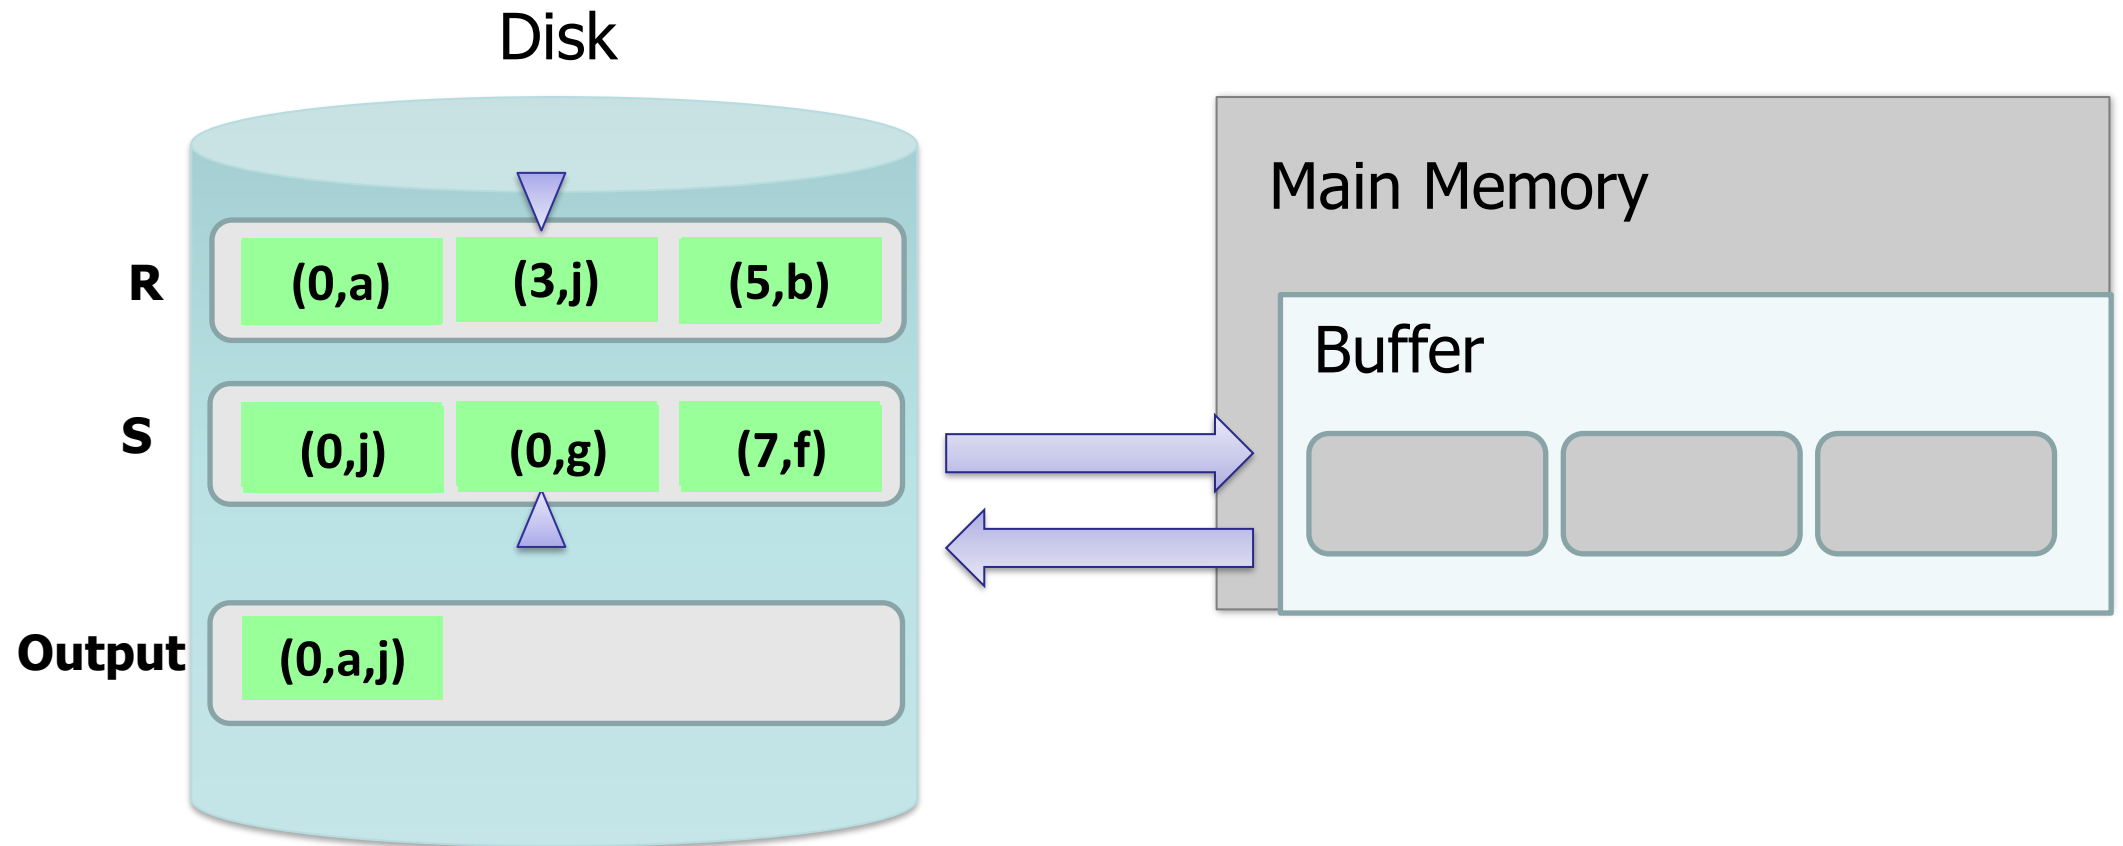 Disk
Main Memory
R (0,a) (3,j) (5,b)
Buffer
S (0,j) (0,g) (7,f)
Output (0,a,j)